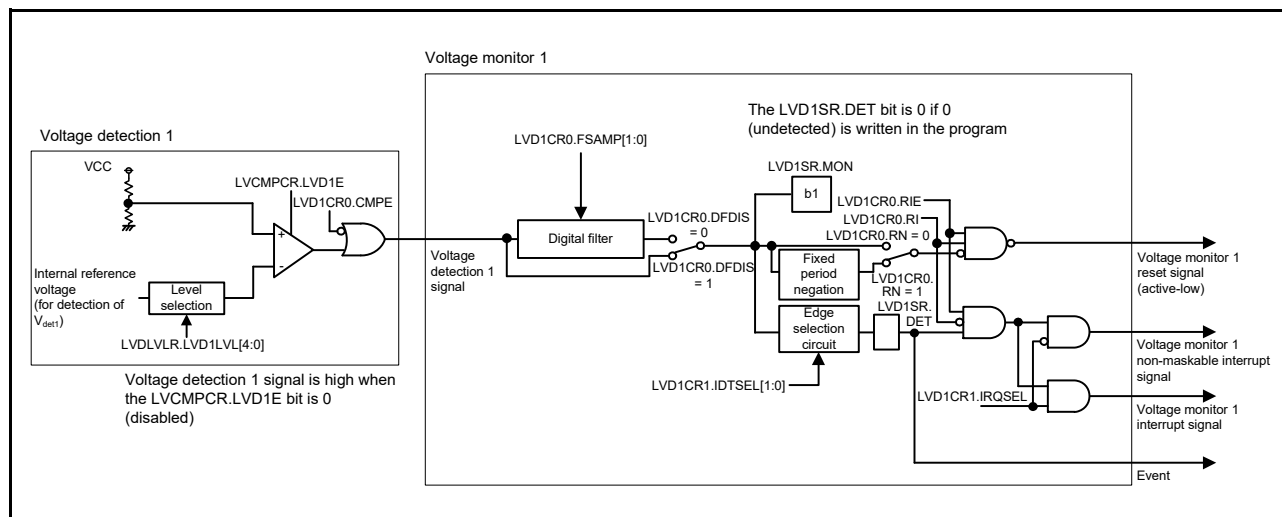 Voltage monitor 1
The LVD1SR.DET bit is 0 if 0
(undetected) is written in the program
Voltage detection 1
LVD1CR0.FSAMP[1:0]
VCC
LVCMPCR.LVD1E
LVD1CR0.CMPE
LVD1SR.MON
b1
LVD1CR0.RIE
LVD1CR0.RI
LVD1CR0.RN = 0
LVD1CR0.DFDIS
= 0
Digital filter
LVD1CR0.DFDIS
= 1
Voltage
detection 1
signal
Fixed
period
negation
LVD1CR0.
RN = 1
Voltage monitor 1
reset signal
(active-low)
Internal reference
voltage
(for detection of
Vdet1)
Level
selection
+
-
LVDLVLR.LVD1LVL[4:0]
LVD1SR.
DET
Edge
selection
circuit
Voltage monitor 1
non-maskable interrupt
signal
LVD1CR1.IDTSEL[1:0]
LVD1CR1.IRQSEL
Voltage monitor 1
interrupt signal
Voltage detection 1 signal is high when
the LVCMPCR.LVD1E bit is 0
(disabled)
Event